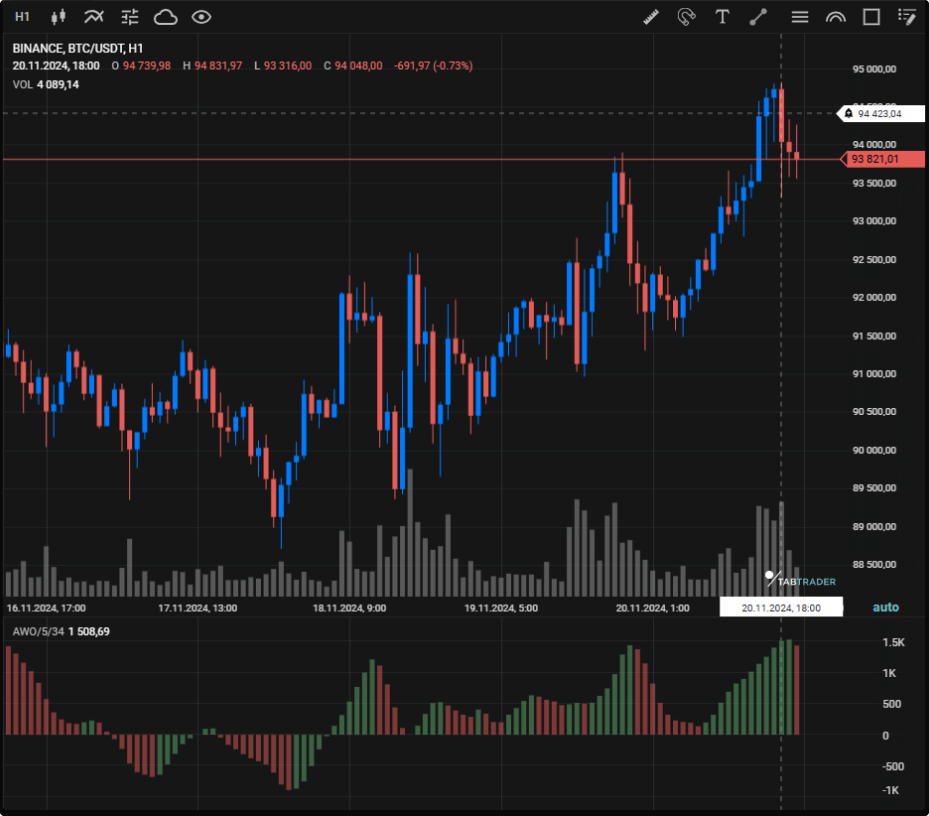 H1 T
BINANCE, BTC/USDT, H1
20.11.2024, 18:00 O 94 739,98 H 94 831,97 L 93 316,00 C 94 048,00 -691,97 (-0.73%)
VOL 4 089,14
95 000,00
94 423,04
94 000,00
93 821,01
93 500,00
93 000,00
92 500,00
92 000,00
91 500,00
91 000,00
90 500,00
90 000,00
89 500,00
89 000,00
88 500,00
TABTRADER
16.11.2024, 17:00 17.11.2024, 13:00 18.11.2024, 9:00 19.11.2024, 5:00 20.11.2024, 1:00 20.11.2024, 18:00 auto
AWO/5/34 1 508,69
1.5K
1K
500
0
-500
-1K